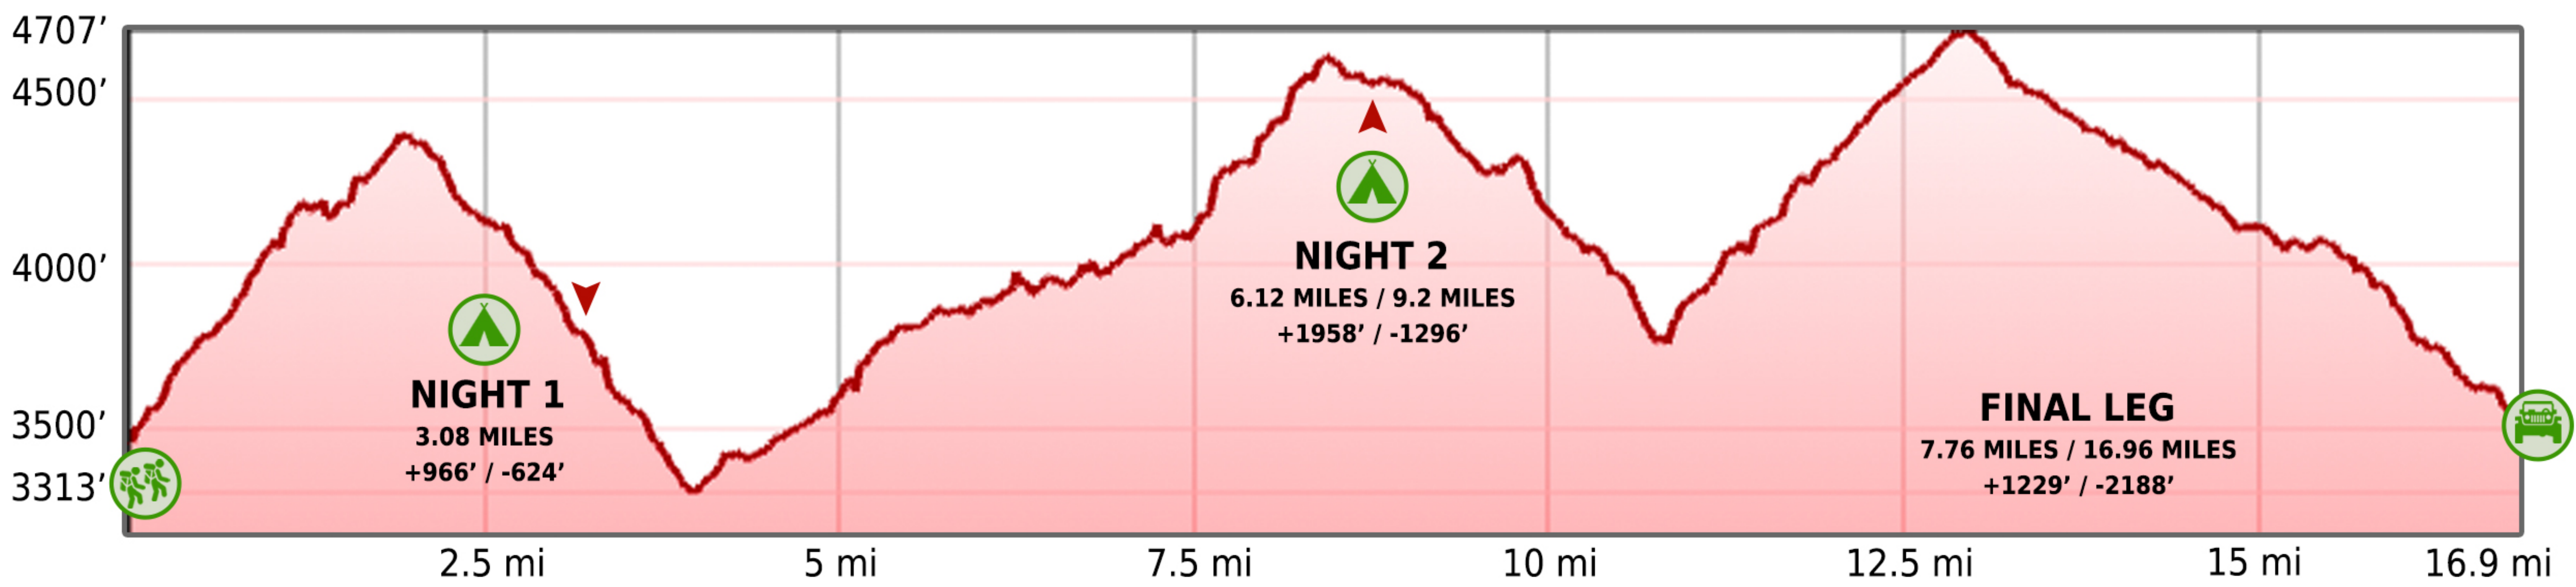 4707’
4500’
4000’
3500’
3313’
NIGHT 1
3.08 MILES
+966’ / -624’
NIGHT 2
6.12 MILES / 9.2 MILES
+1958’ / -1296’
FINAL LEG
7.76 MILES / 16.96 MILES
+1229’ / -2188’
2.5 mi
5 mi
7.5 mi
10 mi
12.5 mi
15 mi
16.9 mi